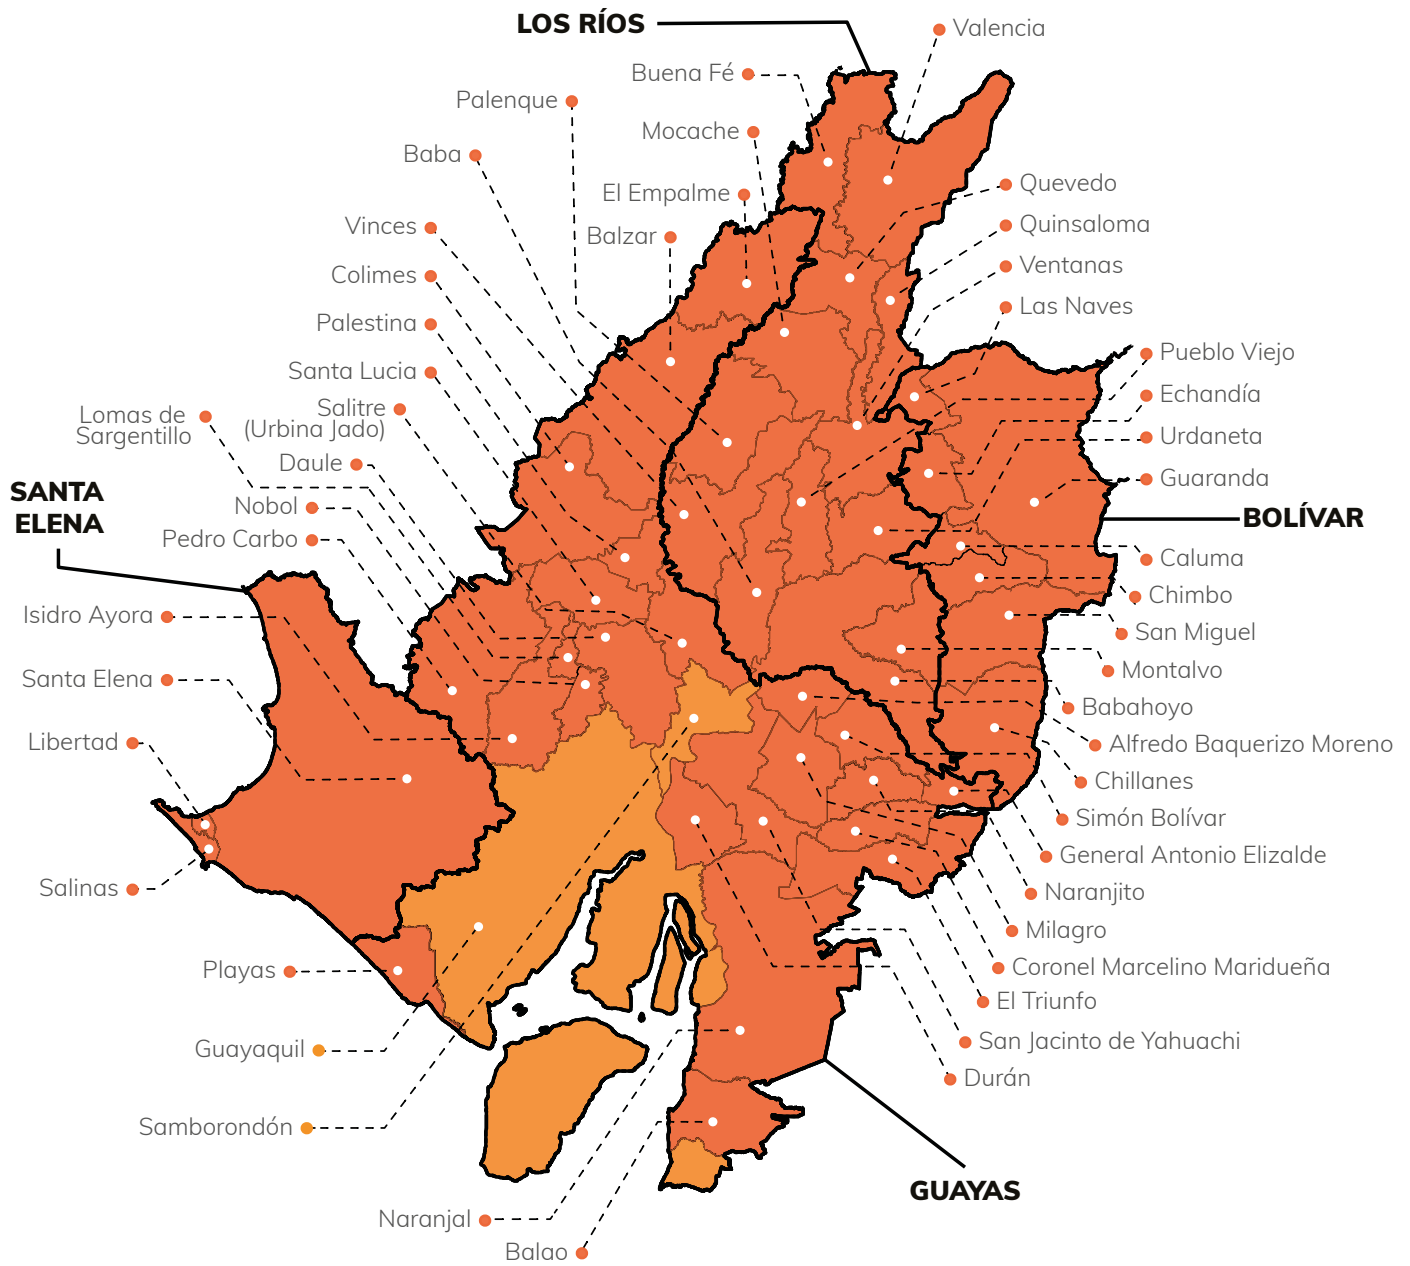 LOS RÍOS
Valencia
Buena Fé
Palenque
Mocache
Baba
El Empalme
Quevedo
Vinces
Balzar
Quinsaloma
Colimes
Ventanas
Palestina
Las Naves
Santa Lucia
Pueblo Viejo
Lomas de
Sargentillo
Salitre
(Urbina Jado)
Echandía
Daule
Urdaneta
SANTA
ELENA
Nobol
Guaranda
Pedro Carbo
BOLÍVAR
Caluma
Chimbo
Isidro Ayora
San Miguel
Montalvo
Santa Elena
Babahoyo
Libertad
Alfredo Baquerizo Moreno
Chillanes
Simón Bolívar
General Antonio Elizalde
Salinas
Naranjito
Milagro
Playas
Coronel Marcelino Maridueña
El Triunfo
Guayaquil
San Jacinto de Yahuachi
Durán
Samborondón
GUAYAS
Naranjal
Balao